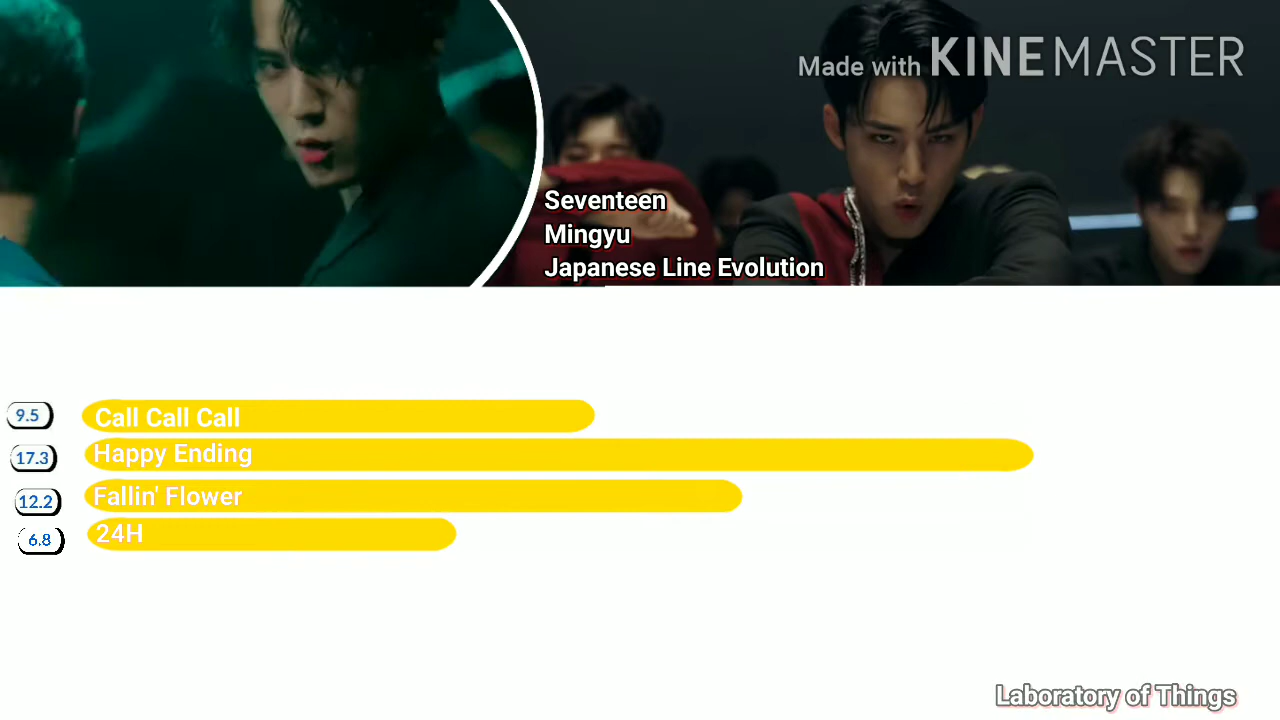 Made with KINEMASTER
Seventeen
Mingyu
Japanese Line Evolution
9.5 Call Call Call
17.3 Happy Ending
12.2 Fallin' Flower
6.8 24H
Laboratory of Things